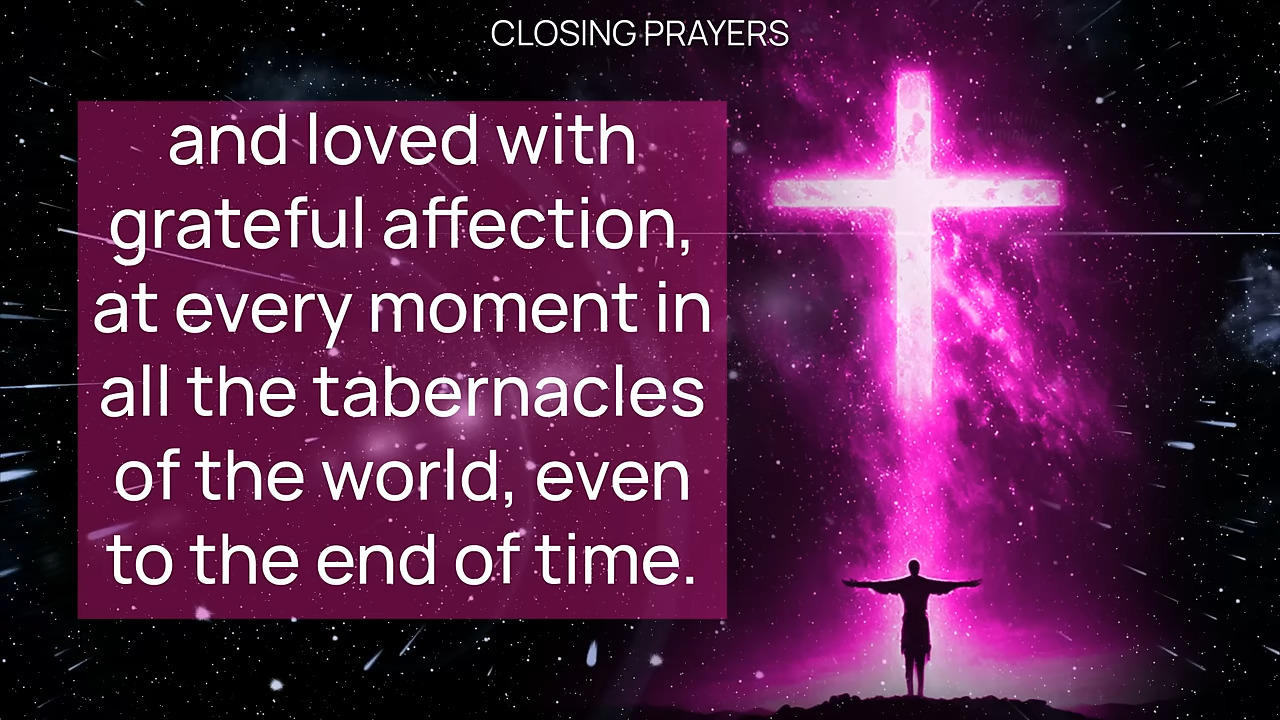 CLOSING PRAYERS
and loved with
grateful affection,
at every moment in
all the tabernacles
of the world, even
to the end of time.